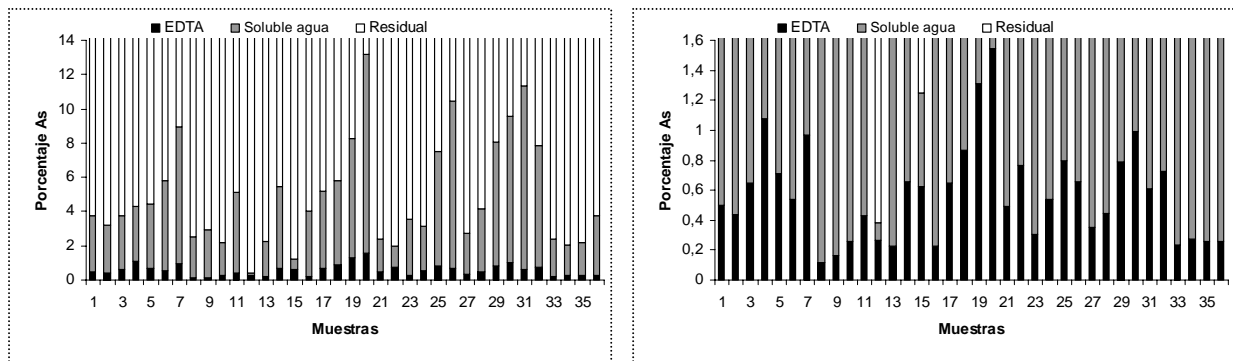 EDTA Soluble agua Residual
14
12
10
8
6
4
2
0
Porcentaje As
1 3 5 7 9 11 13 15 17 19 21 23 25 27 29 31 33 35
Muestras
EDTA Soluble agua Residual
1,6
1,4
1,2
1
0,8
0,6
0,4
0,2
0
Porcentaje As
1 3 5 7 9 11 13 15 17 19 21 23 25 27 29 31 33 35
Muestras